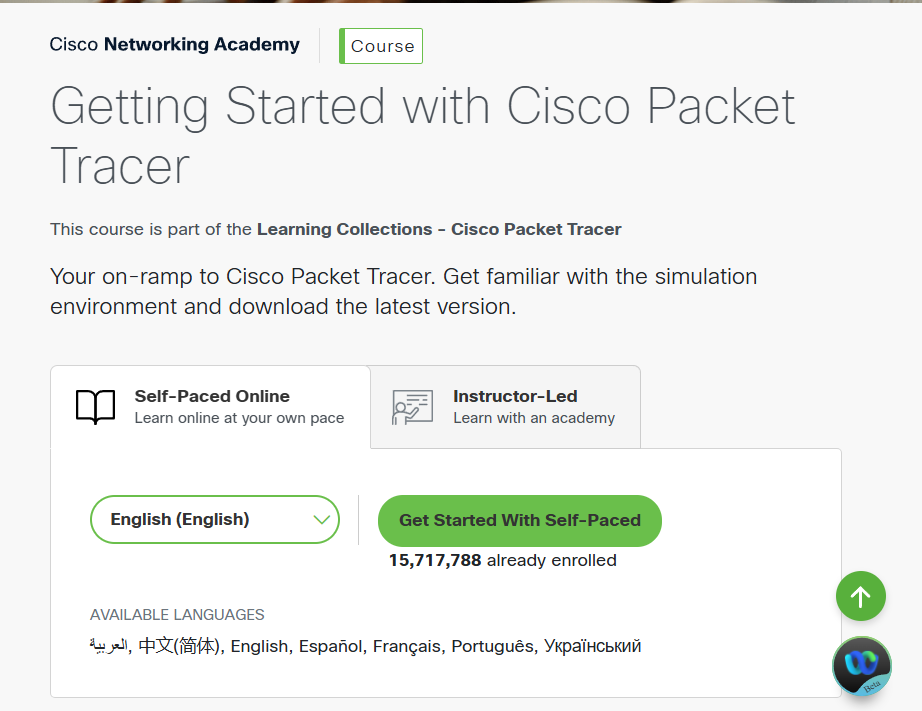 Cisco Networking Academy
Course
Getting Started with Cisco Packet
Tracer
This course is part of the Learning Collections - Cisco Packet Tracer
Your on-ramp to Cisco Packet Tracer. Get familiar with the simulation
environment and download the latest version.
Self-Paced Online
Learn online at your own pace
Instructor-Led
Learn with an academy
English (English)
Get Started With Self-Paced
15,717,788 already enrolled
AVAILABLE LANGUAGES
العربية, 中文(简体), English, Español, Français, Português, Український
Beta